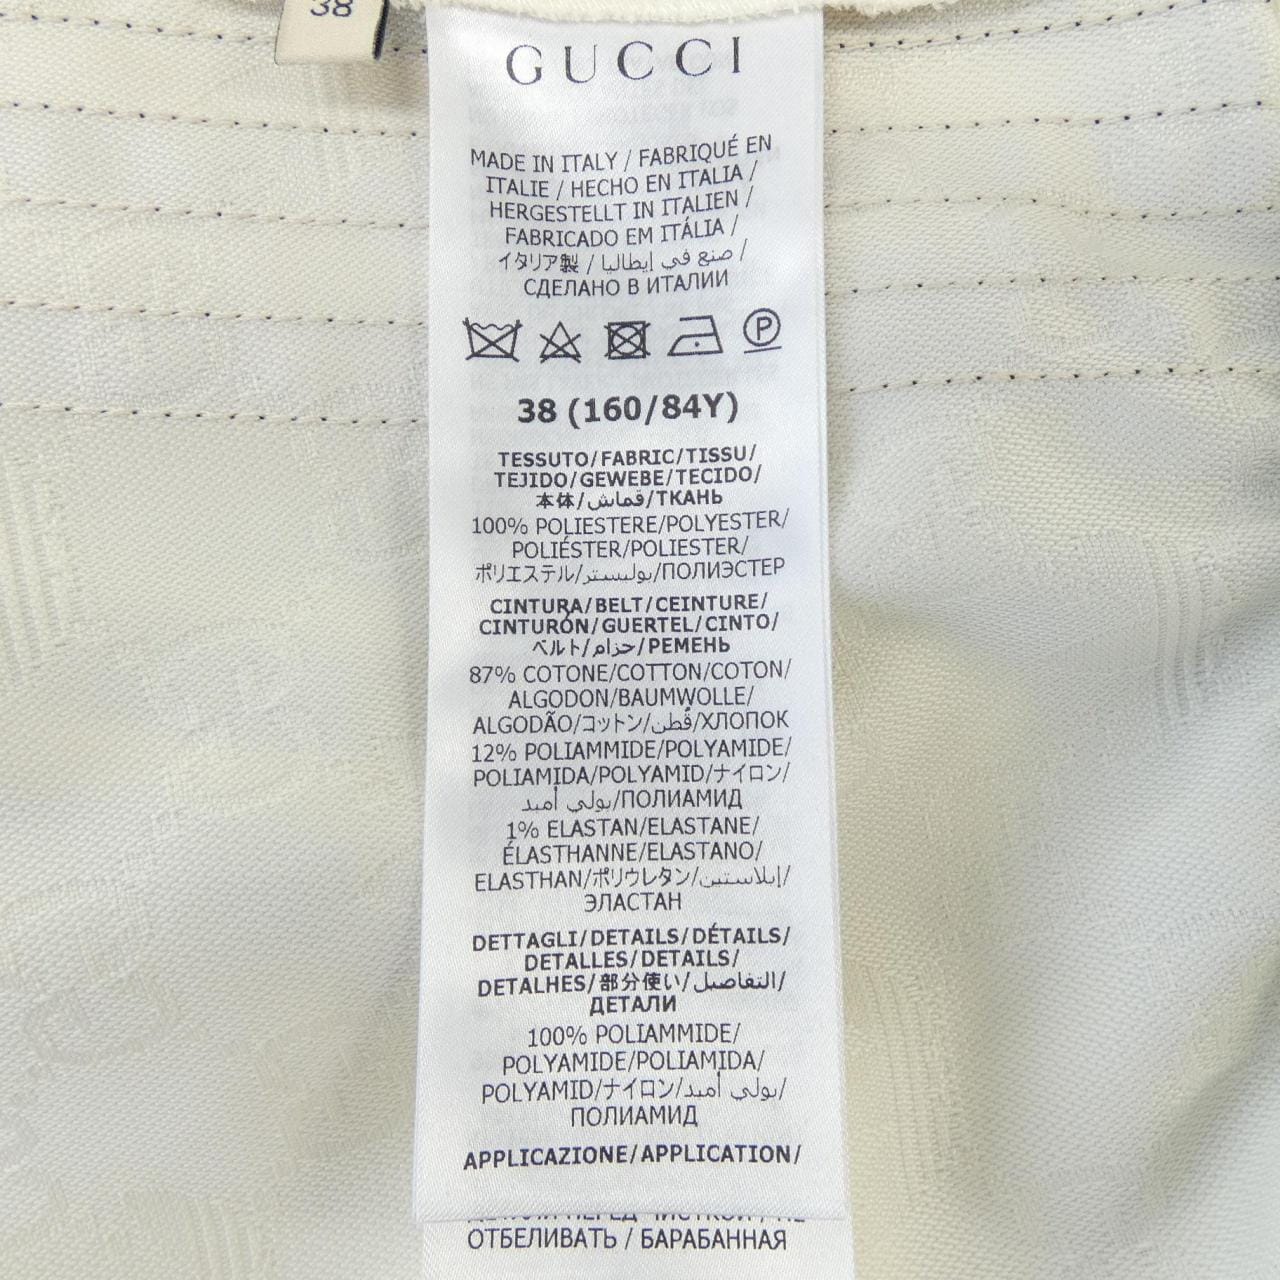 38
GUCCI
MADE IN ITALY / FABRIQUÉ EN
ITALIE / HECHO EN ITALIA /
HERGESTELLT IN ITALIEN /
FABRICADO EM ITÁLIA /
イタリア製 / صنع في إيطاليا /
СДЕЛАНО В ИТАЛИИ
P
38 (160/84Y)
TESSUTO/FABRIC/TISSU/
TEJIDO/GEWEBE/TECIDO/
本体/قماش/ТКАНЬ
100% POLIESTERE/POLYESTER/
POLIÉSTER/POLIESTER/
ポリエステル/بوليستر/ПОЛИЭСТЕР
CINTURA/BELT/CEINTURE/
CINTURÓN/GUERTEL/CINTO/
ベルト/حزام/РЕМЕНЬ
87% COTONE/COTTON/COTON/
ALGODON/BAUMWOLLE/
ALGODÃO/コットン/قُطن/ХЛОПОК
12% POLIAMMIDE/POLYAMIDE/
POLIAMIDA/POLYAMID/ナイロン/
بولي أميد/ПОЛИАМИД
1% ELASTAN/ELASTANE/
ÉLASTHANNE/ELASTANO/
ELASTHAN/ポリウレタン/إيلاستين/
ЭЛАСТАН
DETTAGLI/DETAILS/DÉTAILS/
DETALLES/DETAILS/
DETALHES/部分使い/التفاصيل/
ДЕТАЛИ
100% POLIAMMIDE/
POLYAMIDE/POLIAMIDA/
POLYAMID/ナイロン/بولي أميد/
ПОЛИАМИД
APPLICAZIONE/APPLICATION/
ПЕРЕД ЧИСТКОЙ / НЕ
ОТБЕЛИВАТЬ / БАРАБАННАЯ